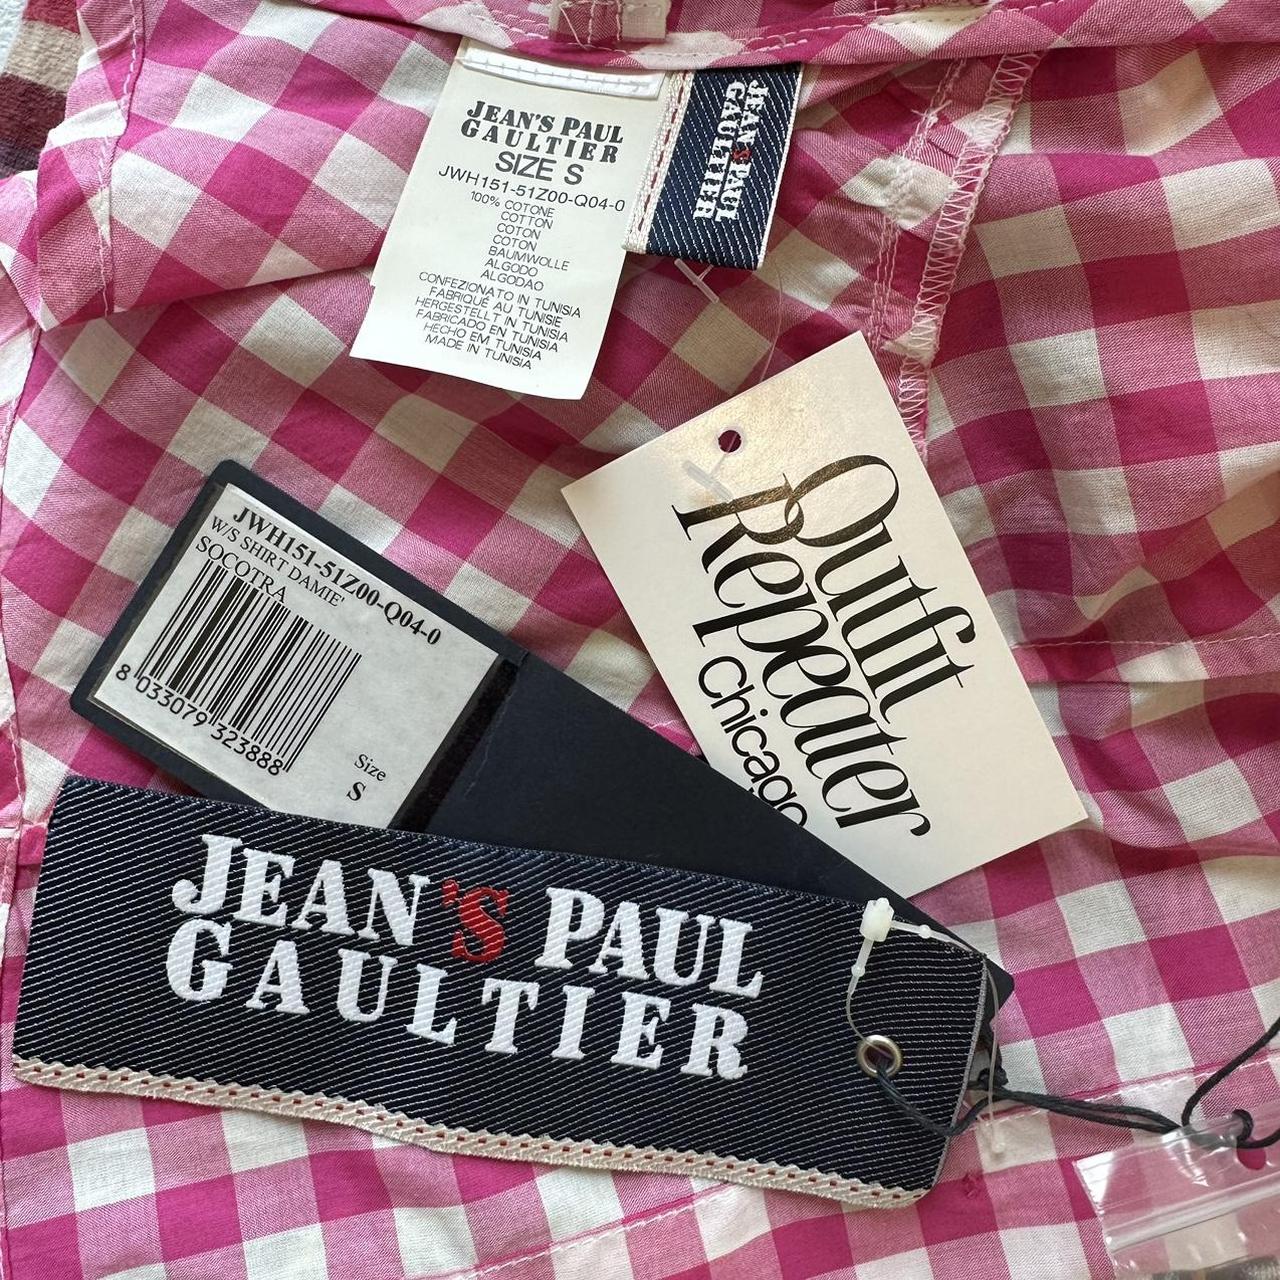 JEAN'S PAUL
GAULTIER
SIZE S
JWH151-51Z00-Q04-0
100% COTONE
COTTON
COTON
COTON
BAUMWOLLE
ALGODO
ALGODAO
CONFEZIONATO IN TUNISIA
FABRIQUÉ AU TUNISIE
HERGESTELLT IN TUNISIA
FABRICADO EN TUNISIA
HECHO EM TUNISIA
MADE IN TUNISIA
JEAN'S PAUL
GAULTIER
Outfit
Repeater
Chicago
JWH151-51Z00-Q04-0
W/S SHIRT DAMIE'
SOCOTRA
8 033079 323888
Size
S
JEAN'S PAUL
GAULTIER